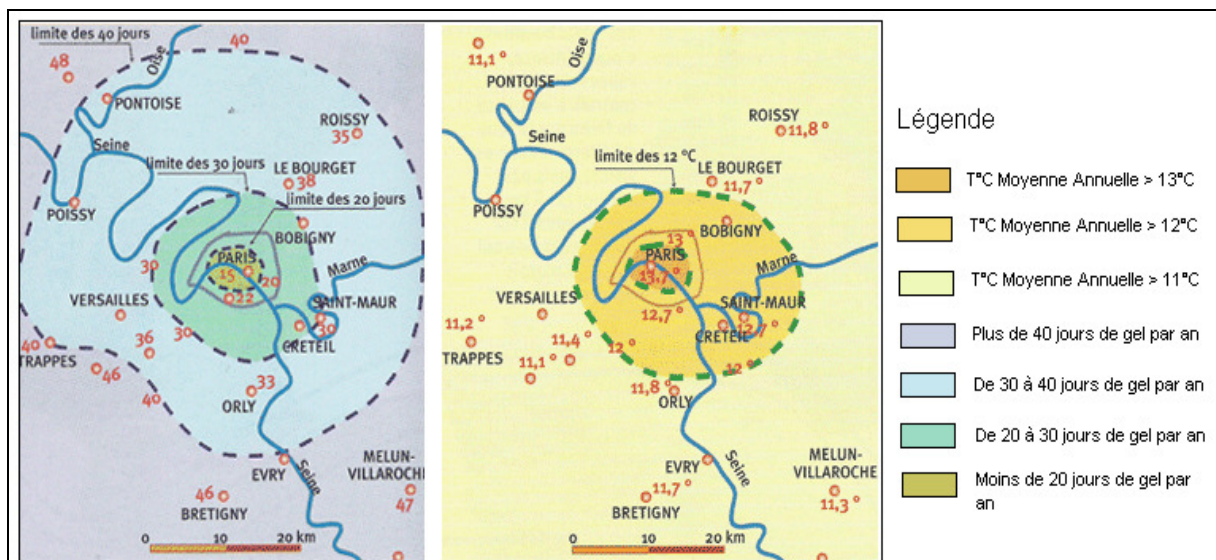 limite des 40 jours
40
48
Oise
PONTOISE
Seine
ROISSY
35
limite des 30 jours
LE BOURGET
38
limite des 20 jours
POISSY
BOBIGNY
PARIS
15
20
22
30
Marne
VERSAILLES
SAINT-MAUR
30
30
CRETEIL
36
40
TRAPPES
46
33
ORLY
40
EVRY
Seine
46
BRETIGNY
MELUN-
VILLAROCHE
47
0 10 20 km
11,1 °
Oise
PONTOISE
Seine
ROISSY
11,8 °
limite des 12 °C
LE BOURGET
11,7 °
POISSY
BOBIGNY
13 °
PARIS
13,7°
Marne
VERSAILLES
SAINT-MAUR
12,7 °
12,7 °
CRETEIL
11,2 °
TRAPPES
11,4 °
12 °
11,1 °
12 °
11,8 °
ORLY
EVRY
Seine
MELUN-
VILLAROCHE
11,7 °
BRETIGNY
11,3 °
0 10 20 km
Légende
T°C Moyenne Annuelle > 13°C
T°C Moyenne Annuelle > 12°C
T°C Moyenne Annuelle > 11°C
Plus de 40 jours de gel par an
De 30 à 40 jours de gel par an
De 20 à 30 jours de gel par an
Moins de 20 jours de gel par
an